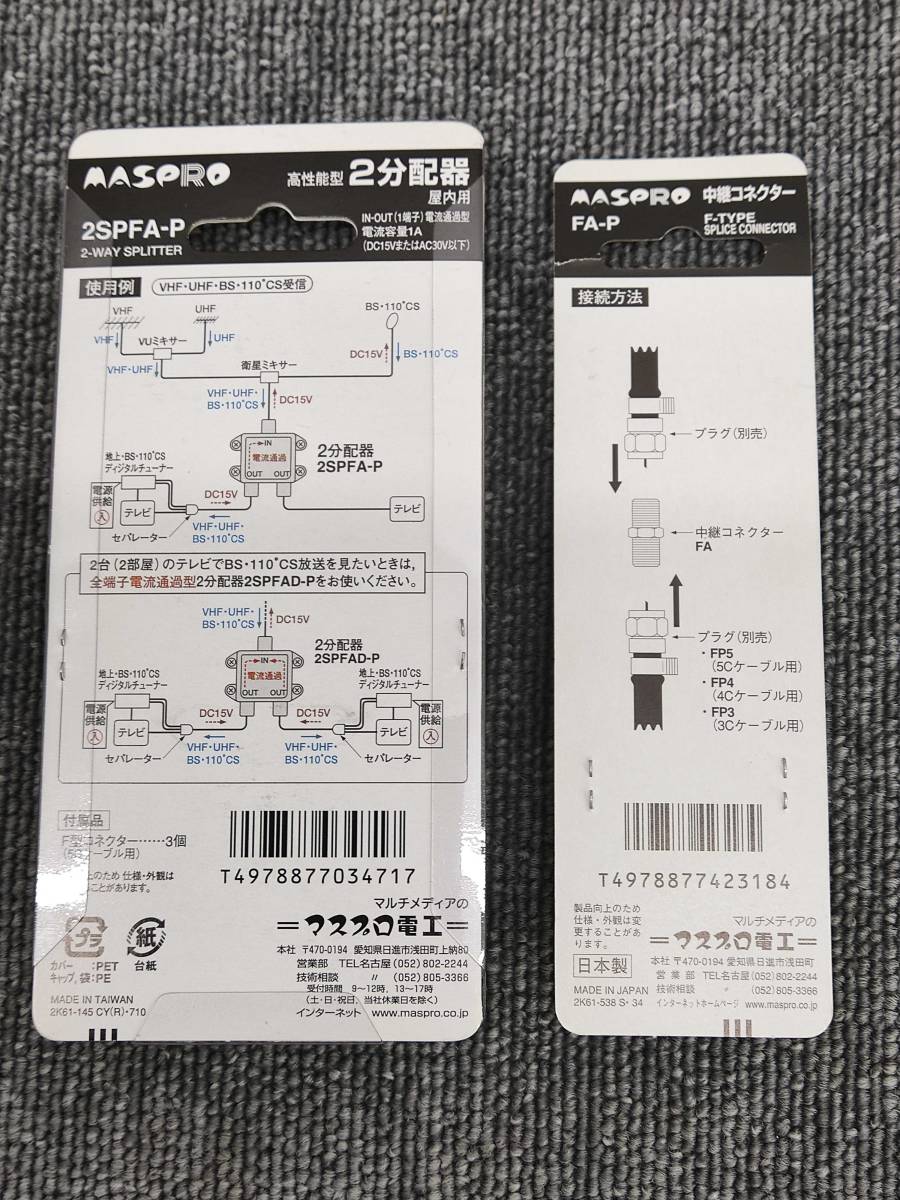 MASPRO
高性能型 2分配器
屋内用
2SPFA-P
2-WAY SPLITTER
IN-OUT(1端子)電流通過型
電流容量1A
(DC15VまたはAC30V以下)
使用例
VHF・UHF・BS・110°CS受信
VHF
UHF
BS・110°CS
VHF
VUミキサー
UHF
VHF・UHF
DC15V
BS・110°CS
衛星ミキサー
VHF・UHF・
BS・110°CS
DC15V
IN
電流通過
OUT
OUT
2分配器
2SPFA-P
地上・BS・110°CS
ディジタルチューナー
電源
供給
入
テレビ
DC15V
VHF・UHF・
BS・110°CS
セパレーター
テレビ
2台(2部屋)のテレビでBS・110°CS放送を見たいときは,
全端子電流通過型2分配器2SPFAD-Pをお使いください。
VHF・UHF・
BS・110°CS
DC15V
2分配器
2SPFAD-P
IN
電流通過
OUT
OUT
地上・BS・110°CS
ディジタルチューナー
地上・BS・110°CS
ディジタルチューナー
電源
供給
入
テレビ
DC15V
DC15V
テレビ
電源
供給
入
セパレーター
VHF・UHF・
BS・110°CS
VHF・UHF・
BS・110°CS
セパレーター
付属品
F型コネクター……3個
(5Cケーブル用)
上のため 仕様・外観は
ことがあります。
T4978877034717
プラ
紙
カバー :PET
キャップ, 袋:PE
台紙
MADE IN TAIWAN
2K61-145 CY(R)・710
マルチメディアの
マスプロ電工
本社 〒470-0194 愛知県日進市浅田町上納80
営業部 TEL名古屋(052)802-2244
技術相談 〃 (052)805-3366
受付時間 9〜12時, 13〜17時
(土・日・祝日, 当社休業日を除く)
インターネット www.maspro.co.jp
MASPRO 中継コネクター
FA-P
F-TYPE
SPLICE CONNECTOR
接続方法
プラグ(別売)
中継コネクター
FA
プラグ(別売)
・FP5
(5Cケーブル用)
・FP4
(4Cケーブル用)
・FP3
(3Cケーブル用)
T4978877423184
製品向上のため
仕様・外観は変
更することがあ
ります。
日本製
MADE IN JAPAN
2K61-538 S・34
マルチメディアの
マスプロ電工
本社 〒470-0194 愛知県日進市浅田町
営業部 TEL名古屋(052)802-2244
技術相談 〃 (052)805-3366
インターネットホームページ www.maspro.co.jp